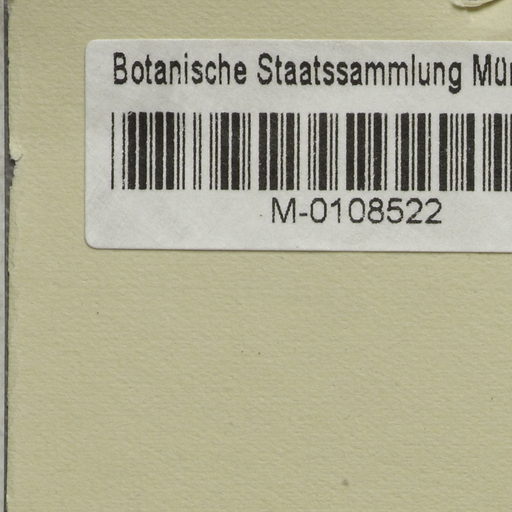 Botanische Staatssammlung Mün
M-0108522